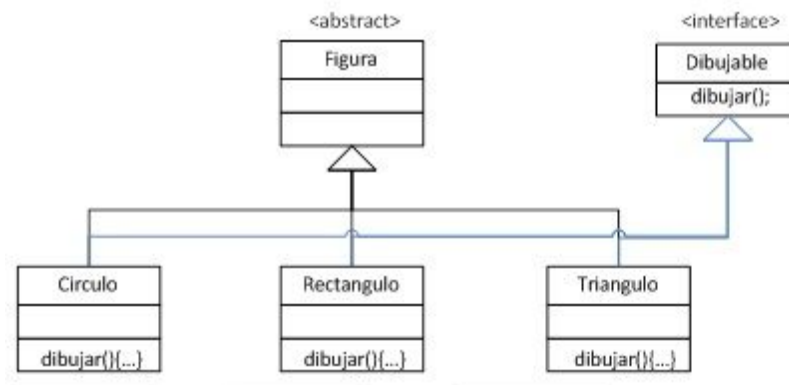 <abstract>
Figura
<interface>
Dibujable
dibujar();
Circulo
dibujar(){...}
Rectangulo
dibujar(){...}
Triangulo
dibujar(){...}